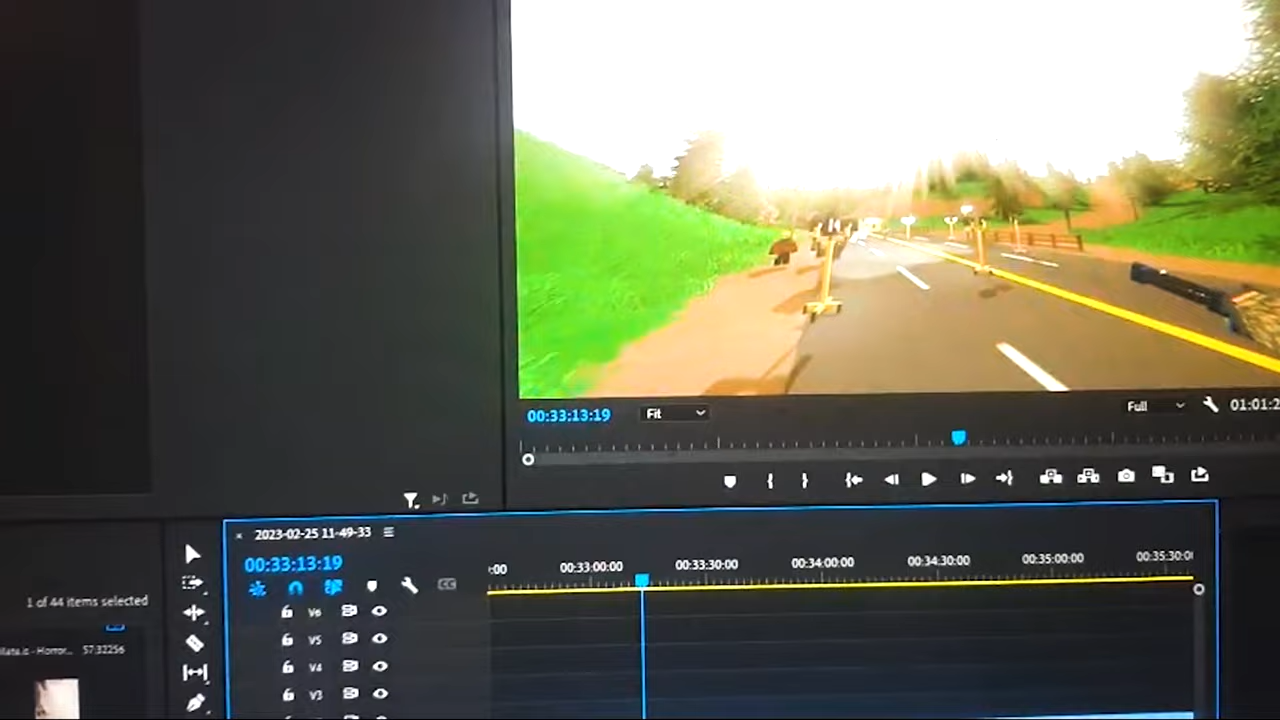 00:33:13:19 Fit Full 01:01:2
2023-02-25 11-49-33
00:33:13:19
:00 00:33:00:00 00:33:30:00 00:34:00:00 00:34:30:00 00:35:00:00 00:35:30:0
1 of 44 items selected
V6
V5
- Horror... 57:32256
V4
V3